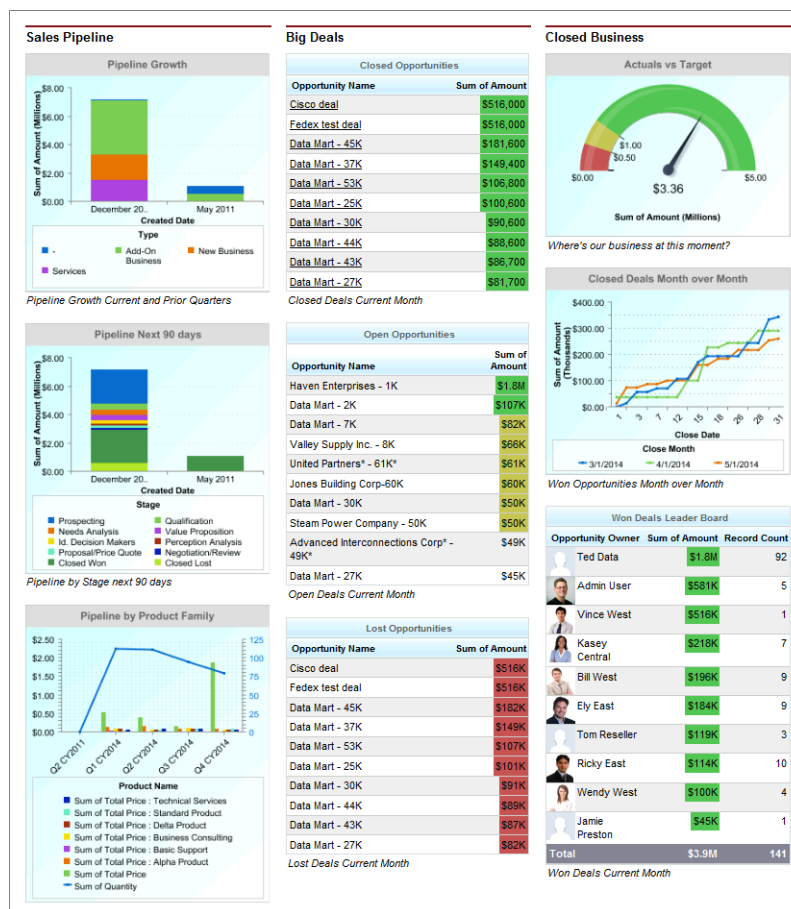 Sales Pipeline
Pipeline Growth
Sum of Amount (Millions)
$8.00
$6.00
$4.00
$2.00
$0.00
December 20..
May 2011
Created Date
Type
-
Add-On Business
New Business
Services
Pipeline Growth Current and Prior Quarters
Pipeline Next 90 days
Sum of Amount (Millions)
$8.00
$6.00
$4.00
$2.00
$0.00
December 20..
May 2011
Created Date
Stage
Prospecting
Qualification
Needs Analysis
Value Proposition
Id. Decision Makers
Perception Analysis
Proposal/Price Quote
Negotiation/Review
Closed Won
Closed Lost
Pipeline by Stage next 90 days
Pipeline by Product Family
$2.50
$2.00
$1.50
$1.00
$0.50
$0.00
125
100
75
50
25
0
Q2 CY2011
Q1 CY2014
Q2 CY2014
Q3 CY2014
Q4 CY2014
Product Name
Sum of Total Price : Technical Services
Sum of Total Price : Standard Product
Sum of Total Price : Delta Product
Sum of Total Price : Business Consulting
Sum of Total Price : Basic Support
Sum of Total Price : Alpha Product
Sum of Total Price
Sum of Quantity
Big Deals
Closed Opportunities
Opportunity Name Sum of Amount
Cisco deal $516,000
Fedex test deal $516,000
Data Mart - 45K $181,600
Data Mart - 37K $149,400
Data Mart - 53K $106,800
Data Mart - 25K $100,600
Data Mart - 30K $90,600
Data Mart - 44K $88,600
Data Mart - 43K $86,700
Data Mart - 27K $81,700
Closed Deals Current Month
Open Opportunities
Opportunity Name Sum of Amount
Haven Enterprises - 1K $1.8M
Data Mart - 2K $107K
Data Mart - 7K $82K
Valley Supply Inc. - 8K $66K
United Partners* - 61K* $61K
Jones Building Corp-60K $60K
Data Mart - 30K $50K
Steam Power Company - 50K $50K
Advanced Interconnections Corp* -
49K* $49K
Data Mart - 27K $45K
Open Deals Current Month
Lost Opportunities
Opportunity Name Sum of Amount
Cisco deal $516K
Fedex test deal $516K
Data Mart - 45K $182K
Data Mart - 37K $149K
Data Mart - 53K $107K
Data Mart - 25K $101K
Data Mart - 30K $91K
Data Mart - 44K $89K
Data Mart - 43K $87K
Data Mart - 27K $82K
Lost Deals Current Month
Closed Business
Actuals vs Target
$1.00
$0.50
$0.00
$5.00
$3.36
Sum of Amount (Millions)
Where's our business at this moment?
Closed Deals Month over Month
Sum of Amount
(Thousands)
$400.00
$300.00
$200.00
$100.00
$0.00
1 3 7 12 15 18 26 28 31
Close Date
Close Month
3/1/2014 4/1/2014 5/1/2014
Won Opportunities Month over Month
Won Deals Leader Board
Opportunity Owner Sum of Amount Record Count
Ted Data $1.8M 92
Admin User $581K 5
Vince West $516K 1
Kasey
Central $218K 7
Bill West $196K 9
Ely East $184K 9
Tom Reseller $119K 3
Ricky East $114K 10
Wendy West $100K 4
Jamie
Preston $45K 1
Total $3.9M 141
Won Deals Current Month